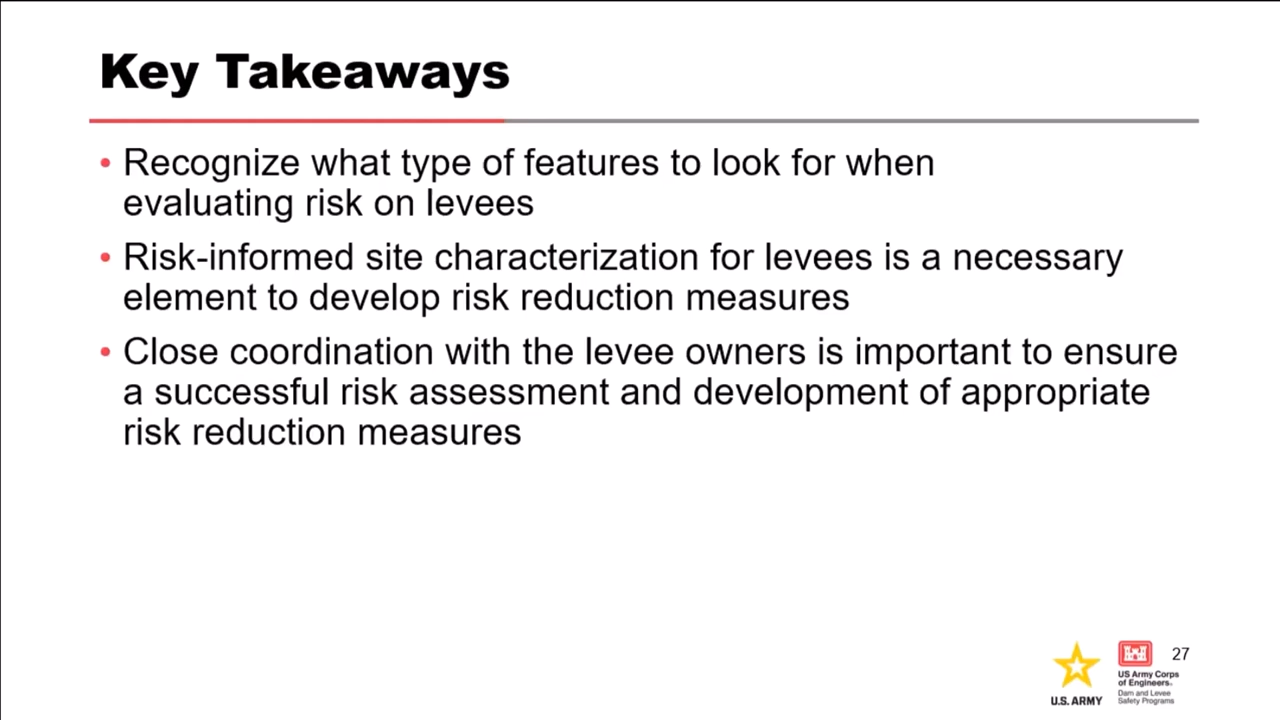 Key Takeaways
• Recognize what type of features to look for when
evaluating risk on levees
• Risk-informed site characterization for levees is a necessary
element to develop risk reduction measures
• Close coordination with the levee owners is important to ensure
a successful risk assessment and development of appropriate
risk reduction measures
27
U.S. ARMY
US Army Corps
of Engineers®
Dam and Levee
Safety Programs